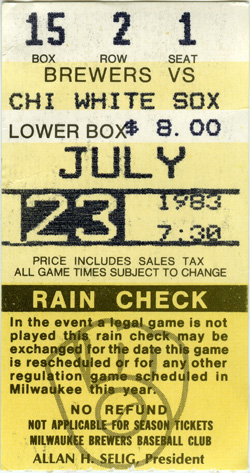 15 2 1
BOX ROW SEAT
BREWERS VS
CHI WHITE SOX
LOWER BOX $ 8.00
JULY
23 1983
7:30
PRICE INCLUDES SALES TAX
ALL GAME TIMES SUBJECT TO CHANGE
RAIN CHECK
In the event a legal game is not
played this rain check may be
exchanged for the date this game
is rescheduled or for any other
regulation game scheduled in
Milwaukee this year.
NO REFUND
NOT APPLICABLE FOR SEASON TICKETS
MILWAUKEE BREWERS BASEBALL CLUB
ALLAN H. SELIG, President